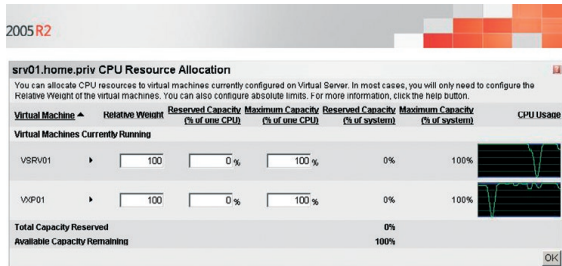 2005 R2
srv01.home.priv CPU Resource Allocation
You can allocate CPU resources to virtual machines currently configured on Virtual Server. In most cases, you will only need to configure the
Relative Weight of the virtual machines. You can also configure absolute limits. For more information, click the help button.
Virtual Machine Relative Weight Reserved Capacity (% of one CPU) Maximum Capacity (% of one CPU) Reserved Capacity (% of system) Maximum Capacity (% of system) CPU Usage
Virtual Machines Currently Running
VSRV01 100 0 % 100 % 0% 100%
VXP01 100 0 % 100 % 0% 100%
Total Capacity Reserved 0%
Available Capacity Remaining 100%
OK